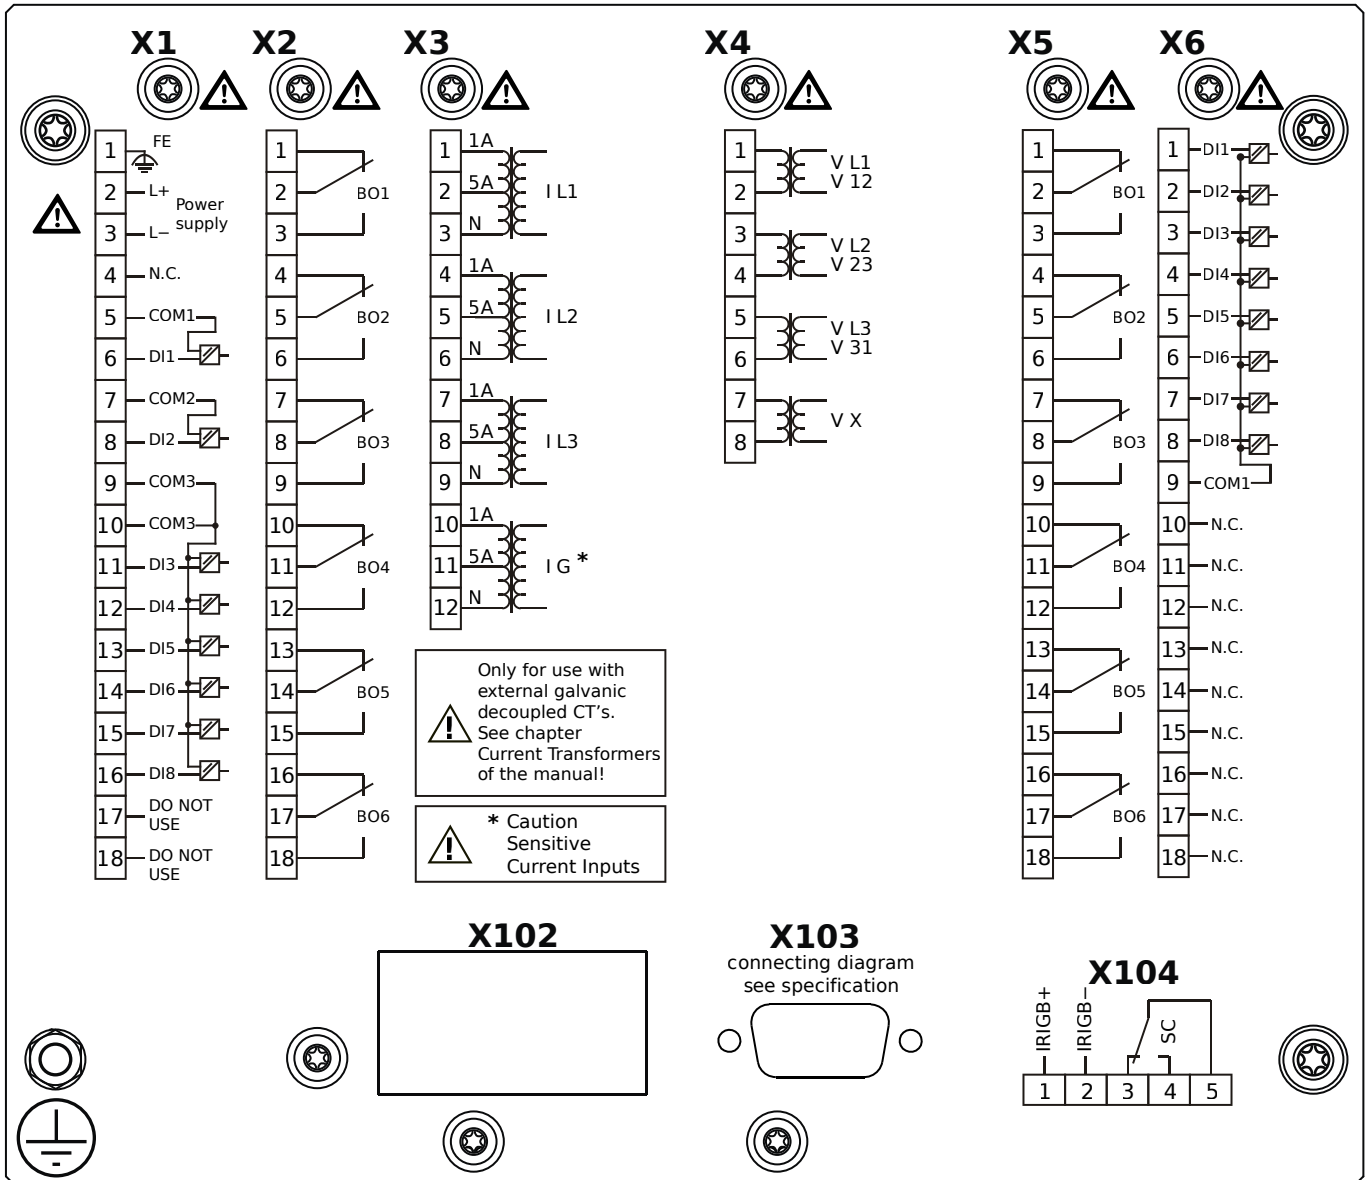 X1
X2
X3
X4
X5
X6
1 FE
2 L+
Power
supply
3 L−
4 N.C.
5 COM1
6 DI1
7 COM2
8 DI2
9 COM3
10 COM3
11 DI3
12 DI4
13 DI5
14 DI6
15 DI7
16 DI8
17 DO NOT
USE
18 DO NOT
USE
1
2 BO1
3
4
5 BO2
6
7
8 BO3
9
10
11 BO4
12
13
14 BO5
15
16
17 BO6
18
1 1A
2 5A I L1
3 N
4 1A
5 5A I L2
6 N
7 1A
8 5A I L3
9 N
10 1A
11 5A I G *
12 N
Only for use with
external galvanic
decoupled CT's.
See chapter
Current Transformers
of the manual!
* Caution
Sensitive
Current Inputs
1 V L1
2 V 12
3 V L2
4 V 23
5 V L3
6 V 31
7 V X
8
1
2 BO1
3
4
5 BO2
6
7
8 BO3
9
10
11 BO4
12
13
14 BO5
15
16
17 BO6
18
1 DI1
2 DI2
3 DI3
4 DI4
5 DI5
6 DI6
7 DI7
8 DI8
9 COM1
10 N.C.
11 N.C.
12 N.C.
13 N.C.
14 N.C.
15 N.C.
16 N.C.
17 N.C.
18 N.C.
X102
X103
connecting diagram
see specification
X104
IRIGB+
IRIGB−
SC
1 2 3 4 5